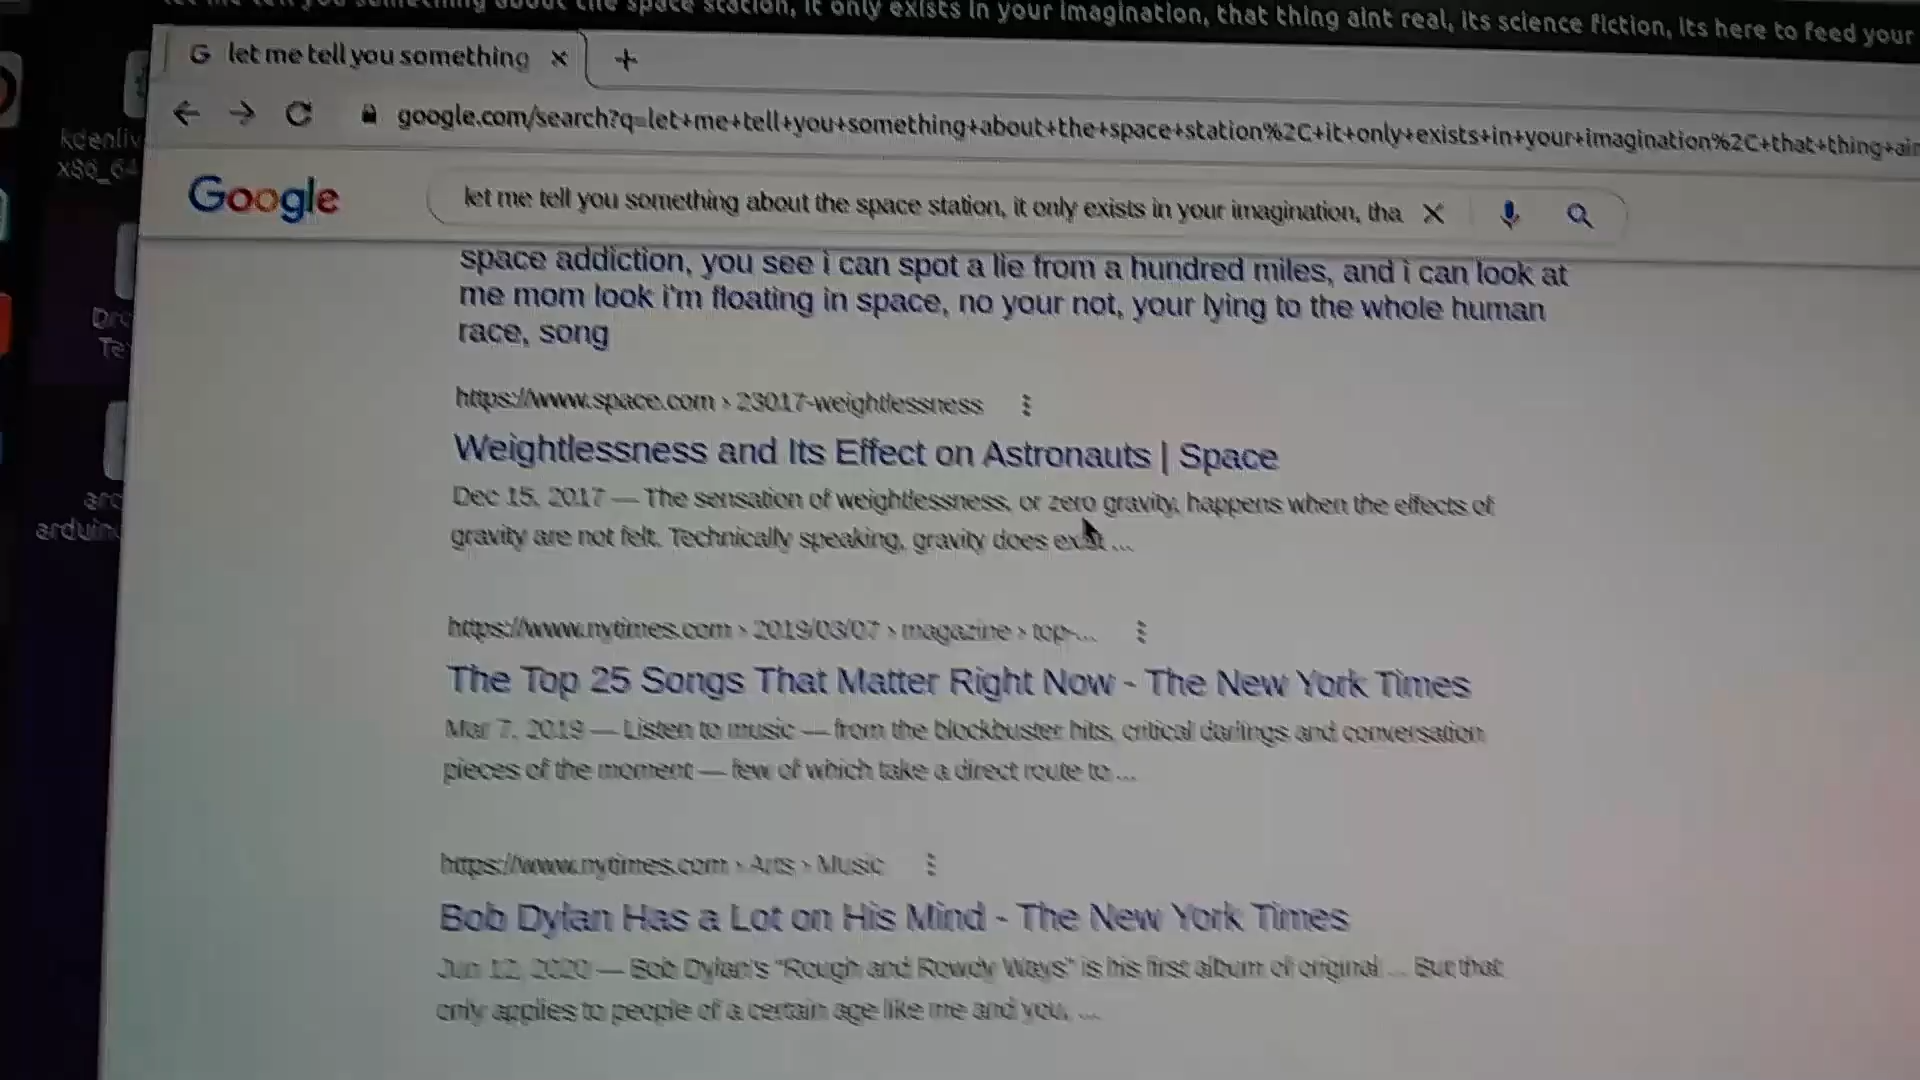 let me tell you something about the space station, it only exists in your imagination, that thing aint real, its science fiction, its here to feed your
let me tell you something
google.com/search?q=let+me+tell+you+something+about+the+space+station%2C+it+only+exists+in+your+imagination%2C+that+thing+ain
kdenliv
x86_64
Google
let me tell you something about the space station, it only exists in your imagination, tha
space addiction, you see i can spot a lie from a hundred miles, and i can look at
me mom look i'm floating in space, no your not, your lying to the whole human
race, song
Te
https://www.space.com › 23017-weightlessness
Weightlessness and Its Effect on Astronauts | Space
Dec 15, 2017 — The sensation of weightlessness, or zero gravity, happens when the effects of
gravity are not felt. Technically speaking, gravity does exist ...
arduin
https://www.nytimes.com › 2019/03/07 › magazine › top-...
The Top 25 Songs That Matter Right Now - The New York Times
Mar 7, 2019 — Listen to music — from the blockbuster hits, critical darlings and conversation
pieces of the moment — few of which take a direct route to ...
https://www.nytimes.com › Arts › Music
Bob Dylan Has a Lot on His Mind - The New York Times
Jun 12, 2020 — Bob Dylan's "Rough and Rowdy Ways" is his first album of original ... But that
only applies to people of a certain age like me and you, ...